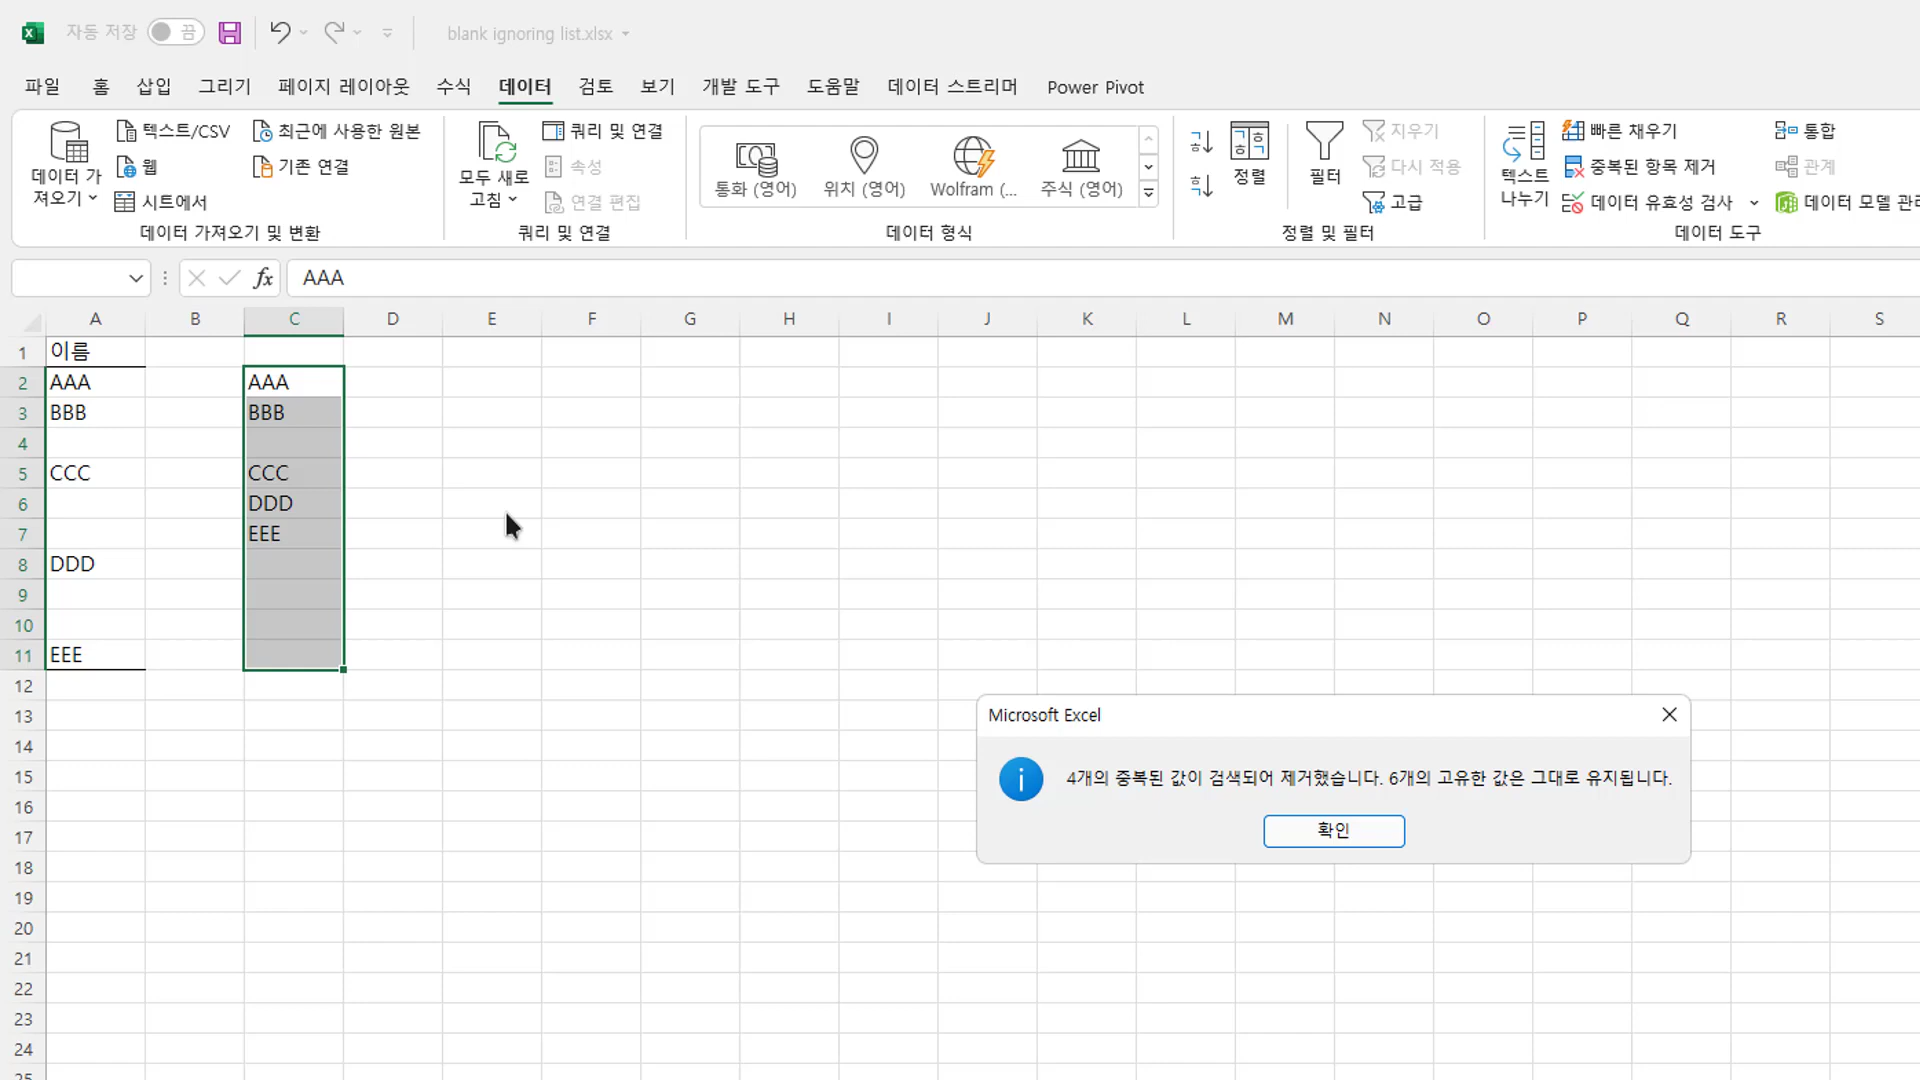 자동 저장 끔 blank ignoring list.xlsx
파일 홈 삽입 그리기 페이지 레이아웃 수식 데이터 검토 보기 개발 도구 도움말 데이터 스트리머 Power Pivot
데이터 가
져오기
텍스트/CSV
웹
시트에서
최근에 사용한 원본
기존 연결
데이터 가져오기 및 변환
모두 새로
고침
쿼리 및 연결
속성
연결 편집
쿼리 및 연결
통화 (영어)
위치 (영어)
Wolfram (...
주식 (영어)
데이터 형식
정렬
필터
지우기
다시 적용
고급
정렬 및 필터
텍스트
나누기
빠른 채우기
중복된 항목 제거
데이터 유효성 검사
통합
관계
데이터 모델 관리
데이터 도구
fx AAA
A B C D E F G H I J K L M N O P Q R S
1 이름
2 AAA AAA
3 BBB BBB
4
5 CCC CCC
6 DDD
7 EEE
8 DDD
9
10
11 EEE
12
13
14
15
16
17
18
19
20
21
22
23
24
25
Microsoft Excel
4개의 중복된 값이 검색되어 제거했습니다. 6개의 고유한 값은 그대로 유지됩니다.
확인